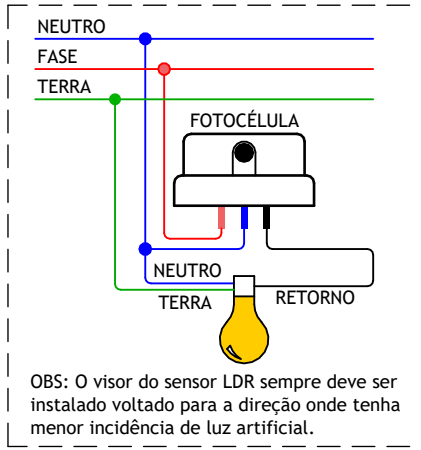 NEUTRO
FASE
TERRA
FOTOCÉLULA
NEUTRO
TERRA
RETORNO
OBS: O visor do sensor LDR sempre deve ser
instalado voltado para a direção onde tenha
menor incidência de luz artificial.